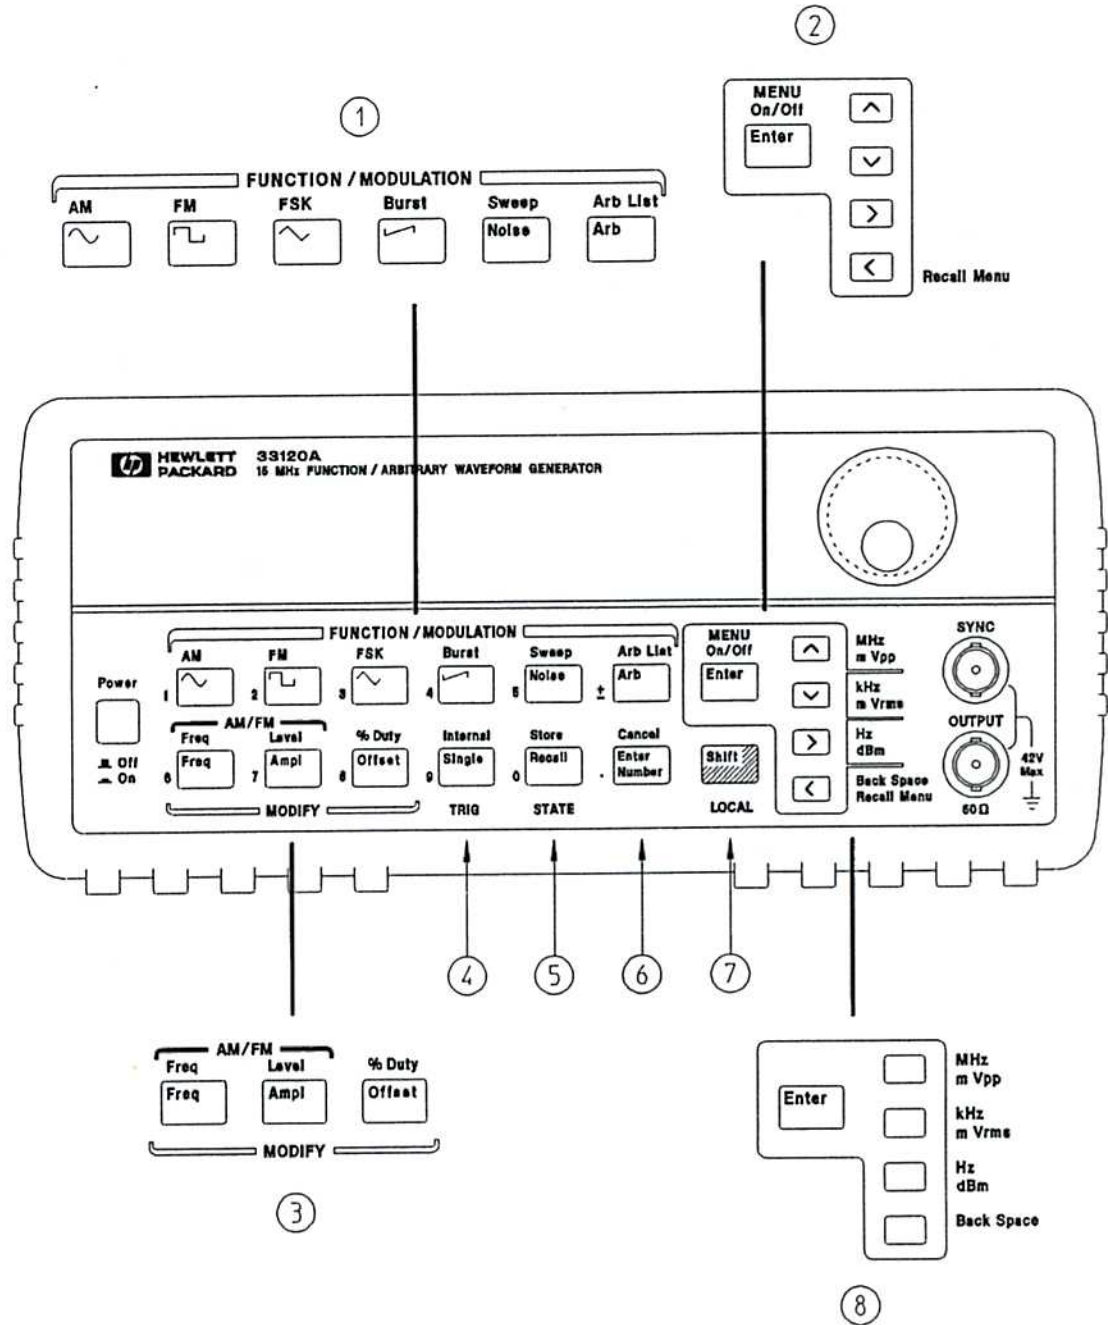 2
MENU
On/Off
Enter
^
v
>
<
Recall Menu
1
FUNCTION / MODULATION
AM FM FSK Burst Sweep Arb List
Noise Arb
hp HEWLETT PACKARD
33120A
15 MHz FUNCTION / ARBITRARY WAVEFORM GENERATOR
FUNCTION / MODULATION
AM FM FSK Burst Sweep Arb List
1 2 3 4 5 Noise ± Arb
MENU
On/Off
Enter
^
v
>
<
MHz
m Vpp
kHz
m Vrms
Hz
dBm
Back Space
Recall Menu
SYNC
OUTPUT
42V
Max
50Ω
Power
Off
On
AM/FM
Freq Level % Duty Internal Store Cancel
6 Freq 7 Ampl 8 Offset 9 Single 0 Recall . Enter Number Shift
MODIFY TRIG STATE LOCAL
4 5 6 7
AM/FM
Freq Level % Duty
Freq Ampl Offset
MODIFY
3
Enter
MHz
m Vpp
kHz
m Vrms
Hz
dBm
Back Space
8